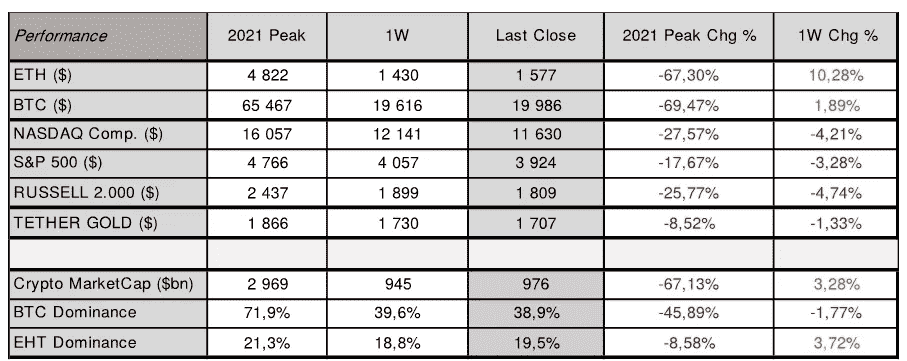 Performance 2021 Peak 1W Last Close 2021 Peak Chg % 1W Chg %
ETH ($) 4 822 1 430 1 577 -67,30% 10,28%
BTC ($) 65 467 19 616 19 986 -69,47% 1,89%
NASDAQ Comp. ($) 16 057 12 141 11 630 -27,57% -4,21%
S&P 500 ($) 4 766 4 057 3 924 -17,67% -3,28%
RUSSELL 2.000 ($) 2 437 1 899 1 809 -25,77% -4,74%
TETHER GOLD ($) 1 866 1 730 1 707 -8,52% -1,33%
Crypto MarketCap ($bn) 2 969 945 976 -67,13% 3,28%
BTC Dominance 71,9% 39,6% 38,9% -45,89% -1,77%
EHT Dominance 21,3% 18,8% 19,5% -8,58% 3,72%